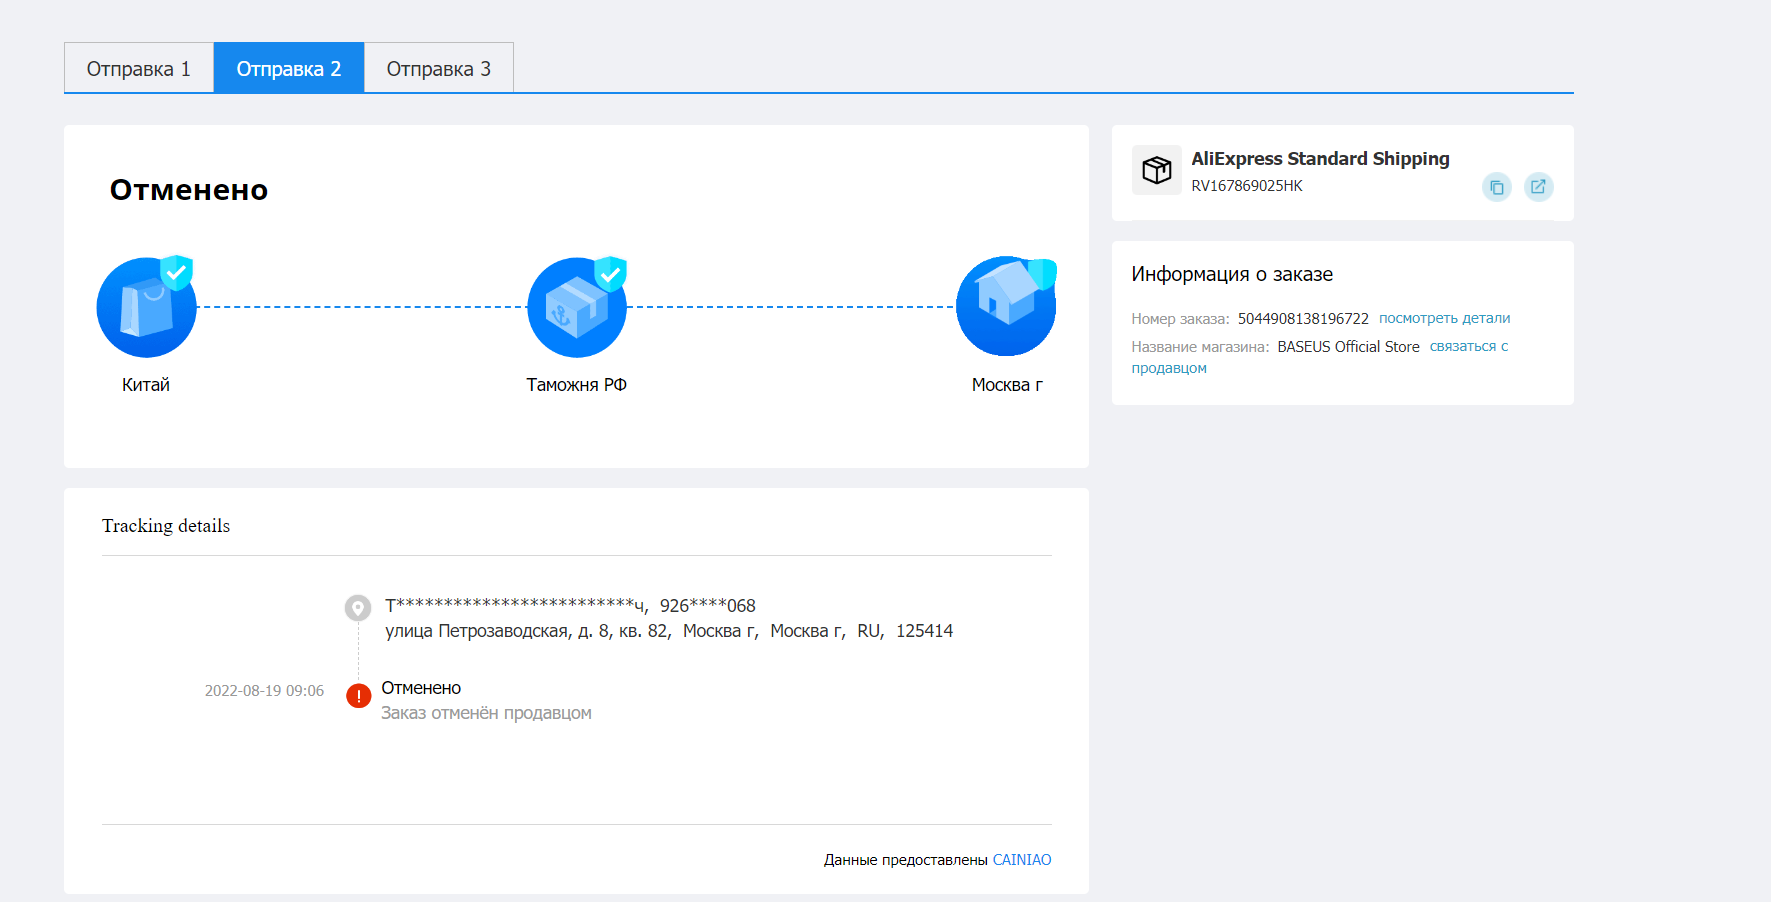 Отправка 1
Отправка 2
Отправка 3
Отменено
Китай
Таможня РФ
Москва г
AliExpress Standard Shipping
RV167869025HK
Информация о заказе
Номер заказа: 5044908138196722 посмотреть детали
Название магазина: BASEUS Official Store связаться с
продавцом
Tracking details
Т*************************ч, 926****068
улица Петрозаводская, д. 8, кв. 82, Москва г, Москва г, RU, 125414
2022-08-19 09:06
Отменено
Заказ отменён продавцом
Данные предоставлены CAINIAO